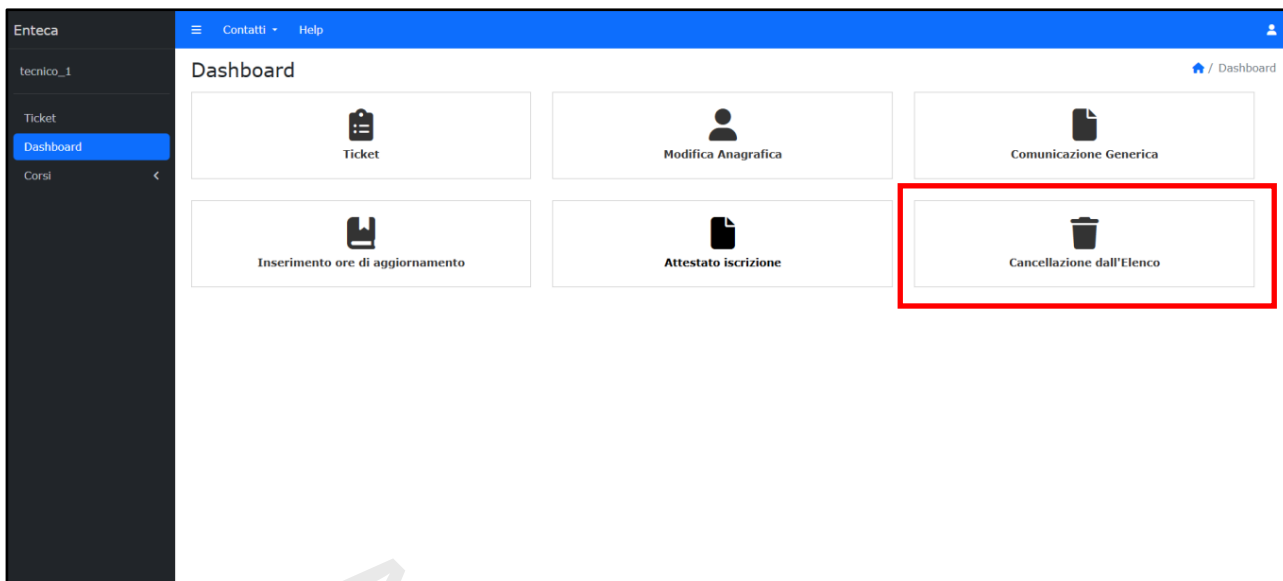 Enteca
Contatti Help
tecnico_1
Dashboard
/ Dashboard
Ticket
Dashboard
Corsi
Ticket
Modifica Anagrafica
Comunicazione Generica
Inserimento ore di aggiornamento
Attestato iscrizione
Cancellazione dall'Elenco